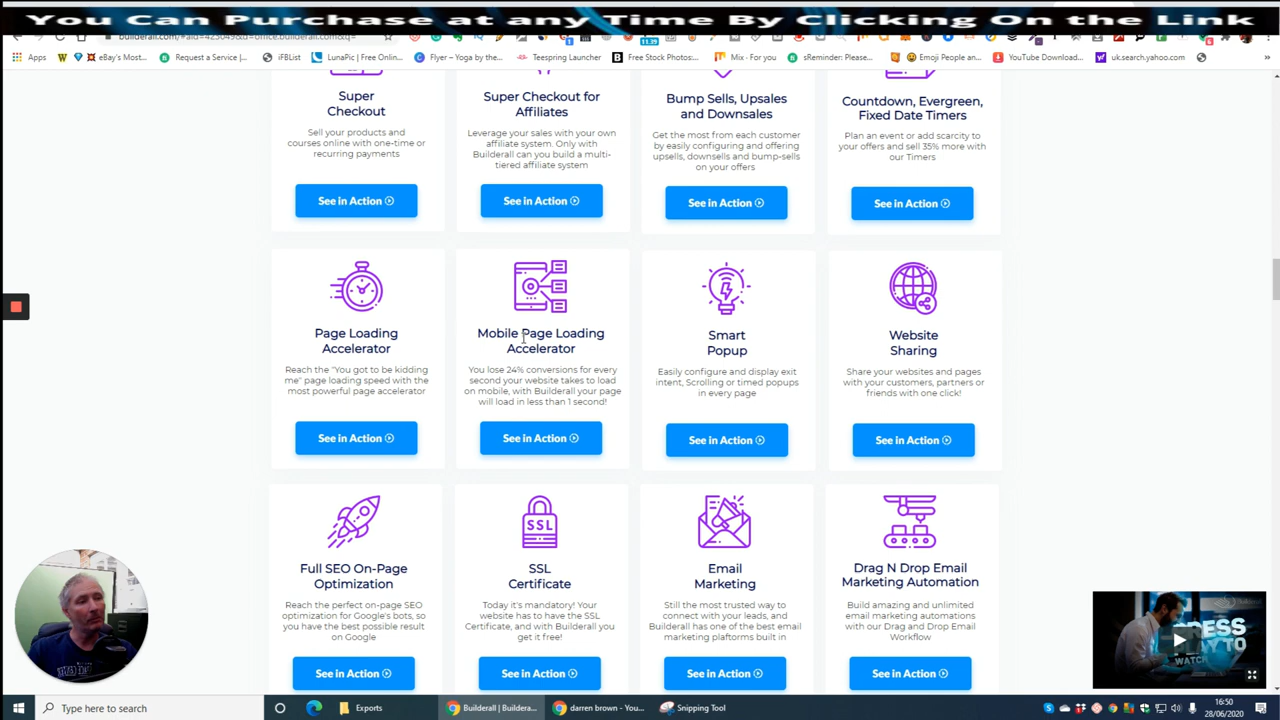 You Can Purchase at any Time By Clicking On the Link
11.39
Apps
eBay's Most...
Request a Service |...
iFBLike
LunaPic | Free Onlin...
Flyer – Yoga by the...
Teespring Launcher
Free Stock Photos:...
Mix · For you
sReminder: Please...
Emoji People an...
YouTube Download...
uk.search.yahoo.com
»
Super
Checkout
Sell your products and
courses online with one-time or
recurring payments
See in Action
Super Checkout for
Affiliates
Leverage your sales with your own
affiliate system. Only with
Builderall can you build a multi-
tiered affiliate system
See in Action
Bump Sells, Upsales
and Downsales
Get the most from each customer
by easily configuring and offering
upsells, downsells and bump-sells
on your offers
See in Action
Countdown, Evergreen,
Fixed Date Timers
Plan an event or add scarcity to
your offers and sell 35% more with
our Timers
See in Action
Page Loading
Accelerator
Reach the "You got to be kidding
me" page loading speed with the
most powerful page accelerator
See in Action
Mobile Page Loading
Accelerator
You lose 24% conversions for every
second your website takes to load
on mobile, with Builderall your page
will load in less than 1 second!
See in Action
Smart
Popup
Easily configure and display exit
intent, Scrolling or timed popups
in every page
See in Action
Website
Sharing
Share your websites and pages
with your customers, partners or
friends with one click!
See in Action
Full SEO On-Page
Optimization
Reach the perfect on-page SEO
optimization for Google's bots, so
you have the best possible result
on Google
See in Action
SSL
SSL
Certificate
Today it's mandatory! Your
website has to have the SSL
Certificate, and with Builderall you
get it free!
See in Action
Email
Marketing
Still the most trusted way to
connect with your leads, and
Builderall has one of the best email
marketing plaforms built in
See in Action
Drag N Drop Email
Marketing Automation
Build amazing and unlimited
email marketing automations
with our Drag and Drop Email
Workflow
See in Action
PRESS
PLAY TO
WATCH
Type here to search
Exports
Builderall | Buildera...
darren brown - You...
Snipping Tool
16:50
28/06/2020